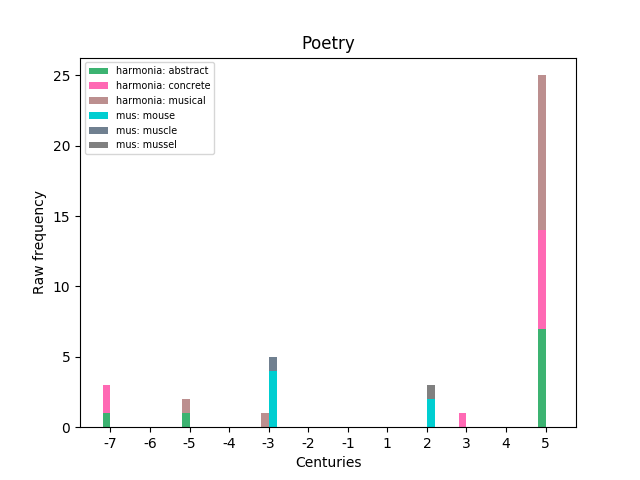 Poetry
harmonia: abstract
harmonia: concrete
harmonia: musical
mus: mouse
mus: muscle
mus: mussel
25
20
15
10
5
0
Raw frequency
-7 -6 -5 -4 -3 -2 -1 1 2 3 4 5
Centuries